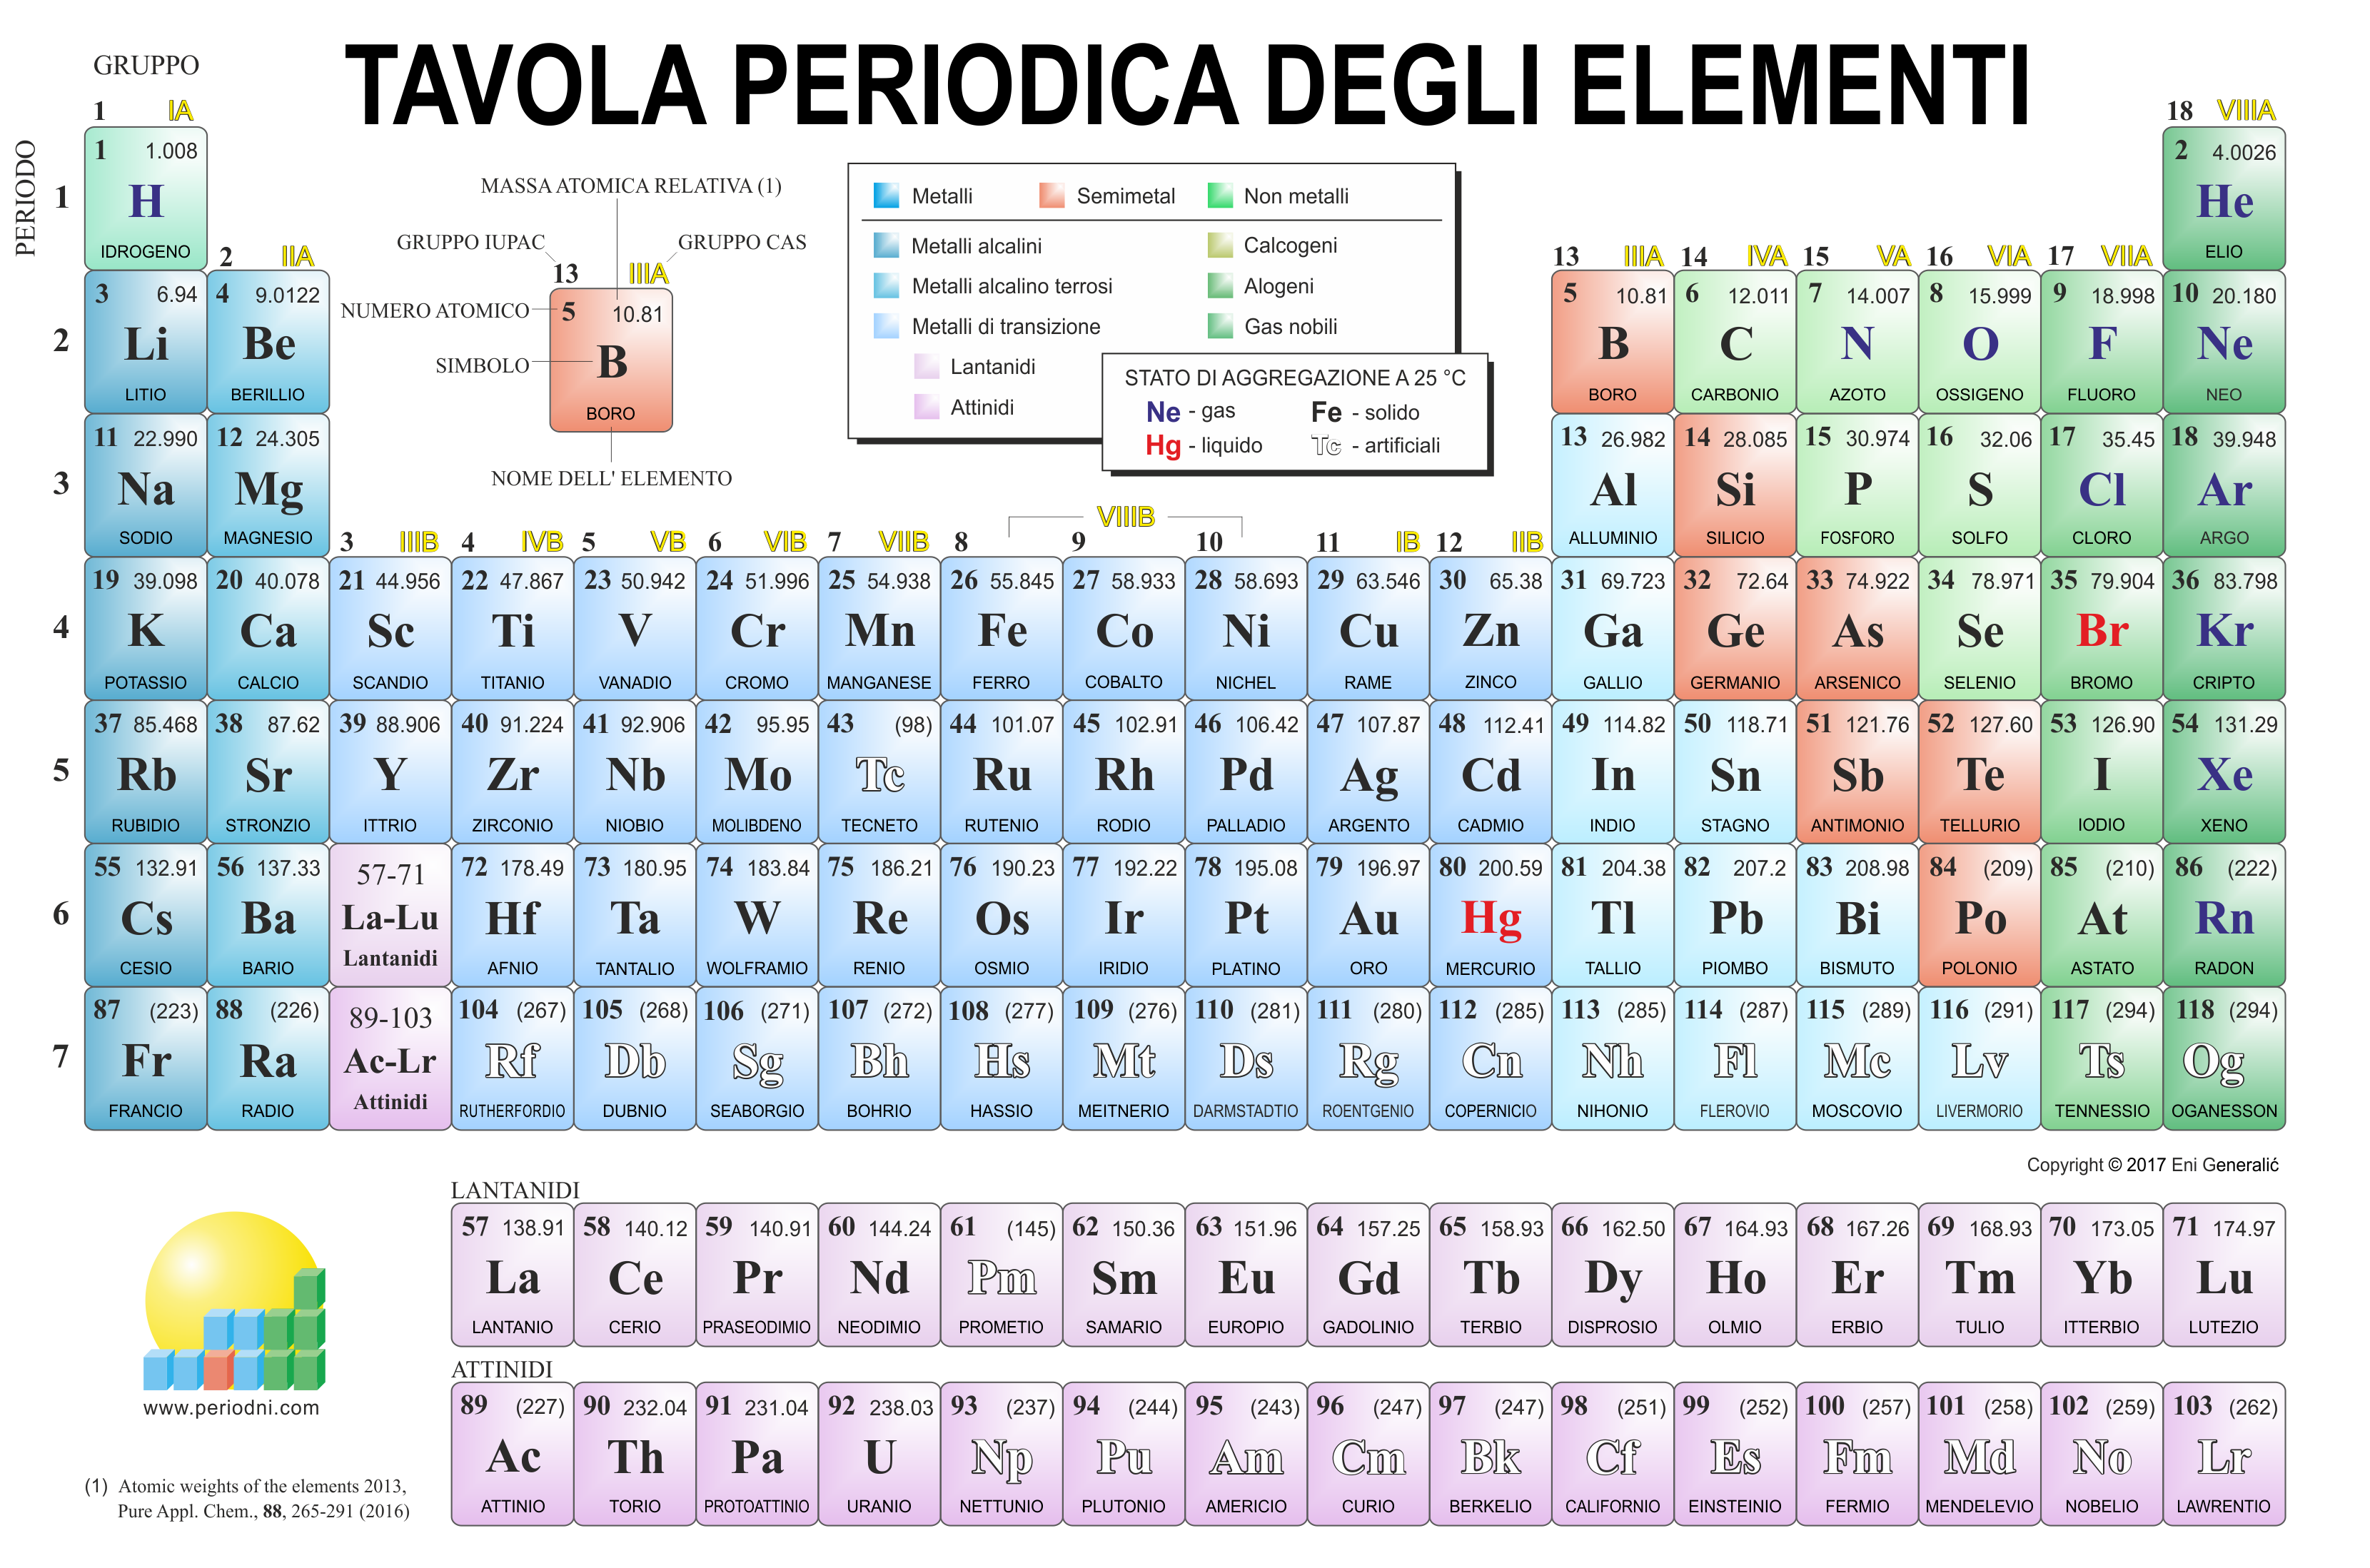 TAVOLA PERIODICA DEGLI ELEMENTI
GRUPPO
PERIODO
1 IA
18 VIIIA
1
1 1.008
H
IDROGENO
2 4.0026
He
ELIO
MASSA ATOMICA RELATIVA (1)
GRUPPO IUPAC
GRUPPO CAS
13 IIIA
NUMERO ATOMICO
5 10.81
SIMBOLO
B
BORO
NOME DELL' ELEMENTO
Metalli
Semimetal
Non metalli
Metalli alcalini
Calcogeni
Metalli alcalino terrosi
Alogeni
Metalli di transizione
Gas nobili
Lantanidi
Attinidi
STATO DI AGGREGAZIONE A 25 °C
Ne - gas Fe - solido
Hg - liquido Tc - artificiali
2 IIA
13 IIIA 14 IVA 15 VA 16 VIA 17 VIIA
2
3 6.94 4 9.0122 5 10.81 6 12.011 7 14.007 8 15.999 9 18.998 10 20.180
Li Be B C N O F Ne
LITIO BERILLIO BORO CARBONIO AZOTO OSSIGENO FLUORO NEO
3
11 22.990 12 24.305 13 26.982 14 28.085 15 30.974 16 32.06 17 35.45 18 39.948
Na Mg Al Si P S Cl Ar
SODIO MAGNESIO ALLUMINIO SILICIO FOSFORO SOLFO CLORO ARGO
VIIIB
3 IIIB 4 IVB 5 VB 6 VIB 7 VIIB 8 9 10 11 IB 12 IIB
4
19 39.098 20 40.078 21 44.956 22 47.867 23 50.942 24 51.996 25 54.938 26 55.845 27 58.933 28 58.693 29 63.546 30 65.38 31 69.723 32 72.64 33 74.922 34 78.971 35 79.904 36 83.798
K Ca Sc Ti V Cr Mn Fe Co Ni Cu Zn Ga Ge As Se Br Kr
POTASSIO CALCIO SCANDIO TITANIO VANADIO CROMO MANGANESE FERRO COBALTO NICHEL RAME ZINCO GALLIO GERMANIO ARSENICO SELENIO BROMO CRIPTO
5
37 85.468 38 87.62 39 88.906 40 91.224 41 92.906 42 95.95 43 (98) 44 101.07 45 102.91 46 106.42 47 107.87 48 112.41 49 114.82 50 118.71 51 121.76 52 127.60 53 126.90 54 131.29
Rb Sr Y Zr Nb Mo Tc Ru Rh Pd Ag Cd In Sn Sb Te I Xe
RUBIDIO STRONZIO ITTRIO ZIRCONIO NIOBIO MOLIBDENO TECNETO RUTENIO RODIO PALLADIO ARGENTO CADMIO INDIO STAGNO ANTIMONIO TELLURIO IODIO XENO
6
55 132.91 56 137.33 57-71 72 178.49 73 180.95 74 183.84 75 186.21 76 190.23 77 192.22 78 195.08 79 196.97 80 200.59 81 204.38 82 207.2 83 208.98 84 (209) 85 (210) 86 (222)
Cs Ba La-Lu Hf Ta W Re Os Ir Pt Au Hg Tl Pb Bi Po At Rn
CESIO BARIO Lantanidi AFNIO TANTALIO WOLFRAMIO RENIO OSMIO IRIDIO PLATINO ORO MERCURIO TALLIO PIOMBO BISMUTO POLONIO ASTATO RADON
7
87 (223) 88 (226) 89-103 104 (267) 105 (268) 106 (271) 107 (272) 108 (277) 109 (276) 110 (281) 111 (280) 112 (285) 113 (285) 114 (287) 115 (289) 116 (291) 117 (294) 118 (294)
Fr Ra Ac-Lr Rf Db Sg Bh Hs Mt Ds Rg Cn Nh Fl Mc Lv Ts Og
FRANCIO RADIO Attinidi RUTHERFORDIO DUBNIO SEABORGIO BOHRIO HASSIO MEITNERIO DARMSTADTIO ROENTGENIO COPERNICIO NIHONIO FLEROVIO MOSCOVIO LIVERMORIO TENNESSIO OGANESSON
Copyright © 2017 Eni Generalić
LANTANIDI
57 138.91 58 140.12 59 140.91 60 144.24 61 (145) 62 150.36 63 151.96 64 157.25 65 158.93 66 162.50 67 164.93 68 167.26 69 168.93 70 173.05 71 174.97
La Ce Pr Nd Pm Sm Eu Gd Tb Dy Ho Er Tm Yb Lu
LANTANIO CERIO PRASEODIMIO NEODIMIO PROMETIO SAMARIO EUROPIO GADOLINIO TERBIO DISPROSIO OLMIO ERBIO TULIO ITTERBIO LUTEZIO
ATTINIDI
89 (227) 90 232.04 91 231.04 92 238.03 93 (237) 94 (244) 95 (243) 96 (247) 97 (247) 98 (251) 99 (252) 100 (257) 101 (258) 102 (259) 103 (262)
Ac Th Pa U Np Pu Am Cm Bk Cf Es Fm Md No Lr
ATTINIO TORIO PROTOATTINIO URANIO NETTUNIO PLUTONIO AMERICIO CURIO BERKELIO CALIFORNIO EINSTEINIO FERMIO MENDELEVIO NOBELIO LAWRENTIO
www.periodni.com
(1) Atomic weights of the elements 2013,
Pure Appl. Chem., 88, 265-291 (2016)